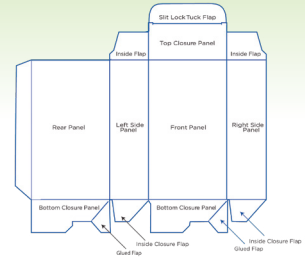 Slit Lock Tuck Flap
Top Closure Panel
Inside Flap
Inside Flap
Rear Panel
Left Side
Panel
Front Panel
Right Side
Panel
Bottom Closure Panel
Bottom Closure Panel
Inside Closure Flap
Glued Flap
Inside Closure Flap
Glued Flap